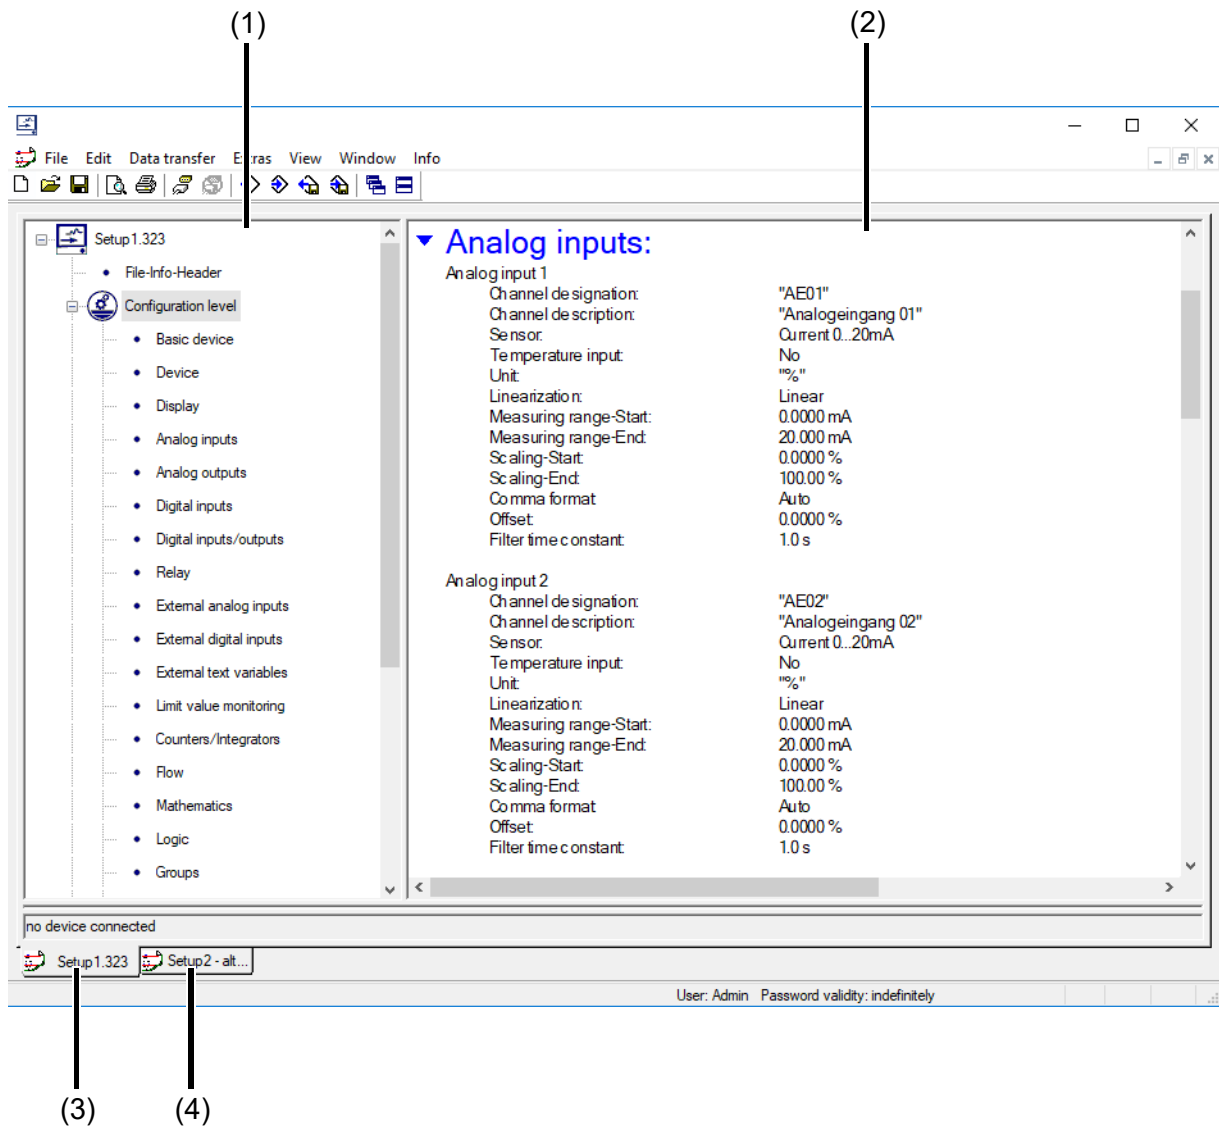 (1)
(2)
File Edit Data transfer Extras View Window Info
Setup1.323
File-Info-Header
Configuration level
Basic device
Device
Display
Analog inputs
Analog outputs
Digital inputs
Digital inputs/outputs
Relay
External analog inputs
External digital inputs
External text variables
Limit value monitoring
Counters/Integrators
Flow
Mathematics
Logic
Groups
Analog inputs:
Analog input 1
Channel designation: "AE01"
Channel description: "Analogeingang 01"
Sensor: Current 0...20mA
Temperature input: No
Unit: "%"
Linearization: Linear
Measuring range-Start: 0.0000 mA
Measuring range-End: 20.000 mA
Scaling-Start: 0.0000 %
Scaling-End: 100.00 %
Comma format Auto
Offset: 0.0000 %
Filter time constant: 1.0 s
Analog input 2
Channel designation: "AE02"
Channel description: "Analogeingang 02"
Sensor: Current 0...20mA
Temperature input: No
Unit: "%"
Linearization: Linear
Measuring range-Start: 0.0000 mA
Measuring range-End: 20.000 mA
Scaling-Start: 0.0000 %
Scaling-End: 100.00 %
Comma format Auto
Offset: 0.0000 %
Filter time constant: 1.0 s
no device connected
Setup1.323
Setup2 - alt...
User: Admin Password validity: indefinitely
(3)
(4)